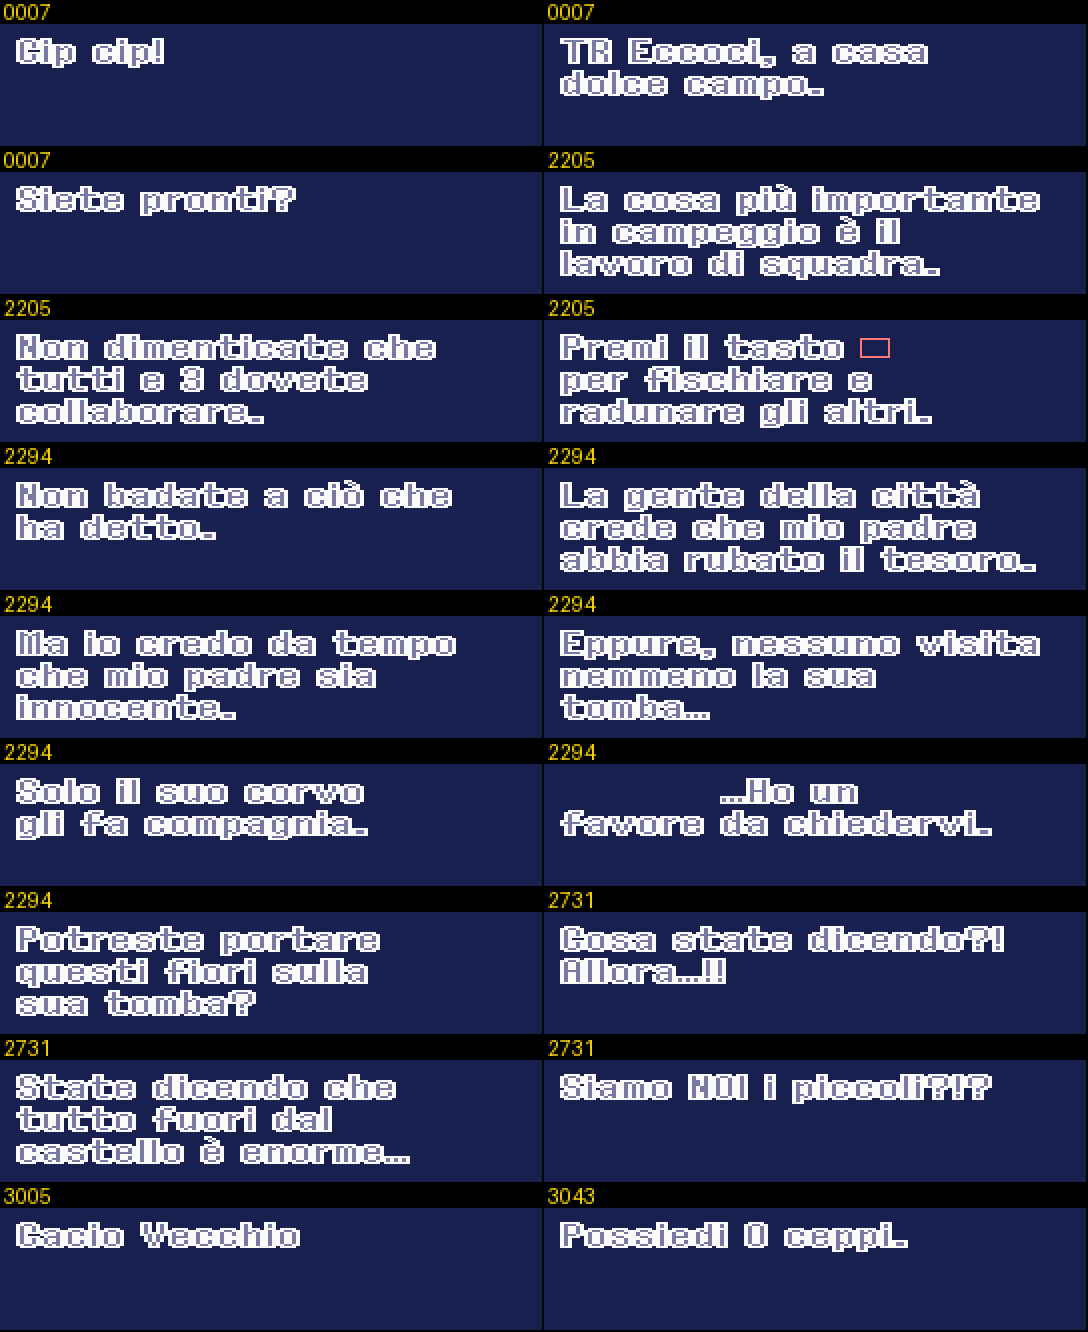 0007
Cip cip!
0007
TR Eccoci, a casa
dolce campo.
0007
Siete pronti?
2205
La cosa più importante
in campeggio è il
lavoro di squadra.
2205
Non dimenticate che
tutti e 3 dovete
collaborare.
2205
Premi il tasto
per fischiare e
radunare gli altri.
2294
Non badate a ciò che
ha detto.
2294
La gente della città
crede che mio padre
abbia rubato il tesoro.
2294
Ma io credo da tempo
che mio padre sia
innocente.
2294
Eppure, nessuno visita
nemmeno la sua
tomba...
2294
Solo il suo corvo
gli fa compagnia.
2294
...Ho un
favore da chiedervi.
2294
Potreste portare
questi fiori sulla
sua tomba?
2731
Cosa state dicendo?!
Allora...!!
2731
State dicendo che
tutto fuori dal
castello è enorme...
2731
Siamo NOI i piccoli?!?
3005
Cacio Vecchio
3043
Possiedi 0 ceppi.